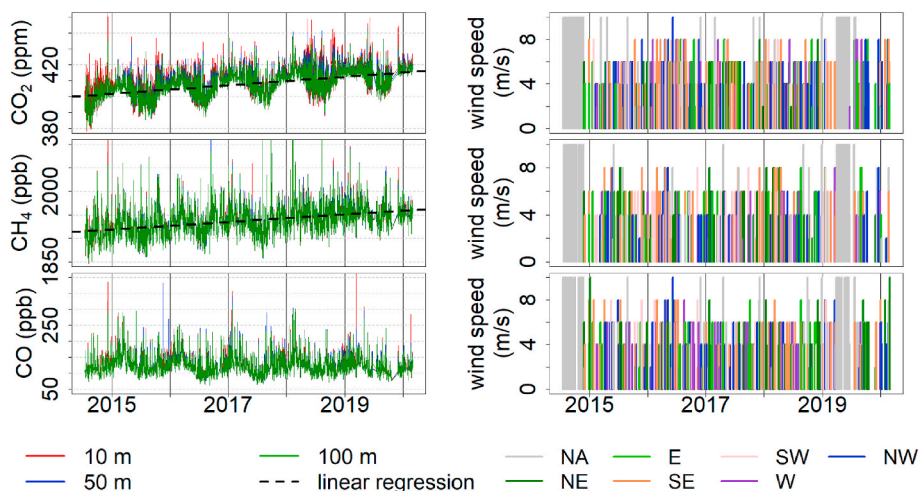 CO2 (ppm)
420
380
CH4 (ppb)
2000
1850
CO (ppb)
250
50
2015 2017 2019
wind speed
(m/s)
8
4
0
wind speed
(m/s)
8
4
0
wind speed
(m/s)
8
4
0
2015 2017 2019
10 m
50 m
100 m
linear regression
NA E SW NW
NE SE W